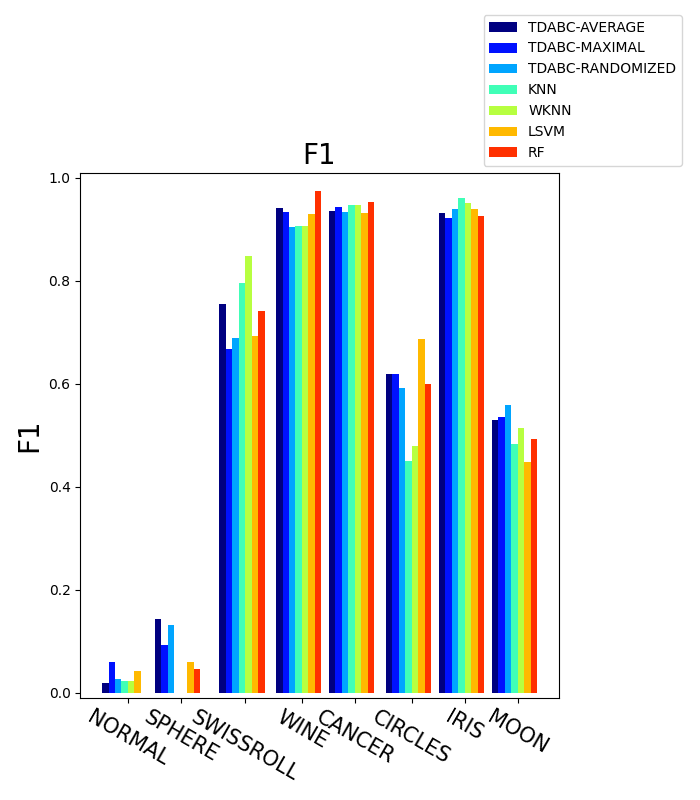 TDABC-AVERAGE
TDABC-MAXIMAL
TDABC-RANDOMIZED
KNN
WKNN
LSVM
RF
F1
1.0
0.8
0.6
0.4
0.2
0.0
F1
NORMAL
SPHERE
SWISSROLL
WINE
CANCER
CIRCLES
IRIS
MOON